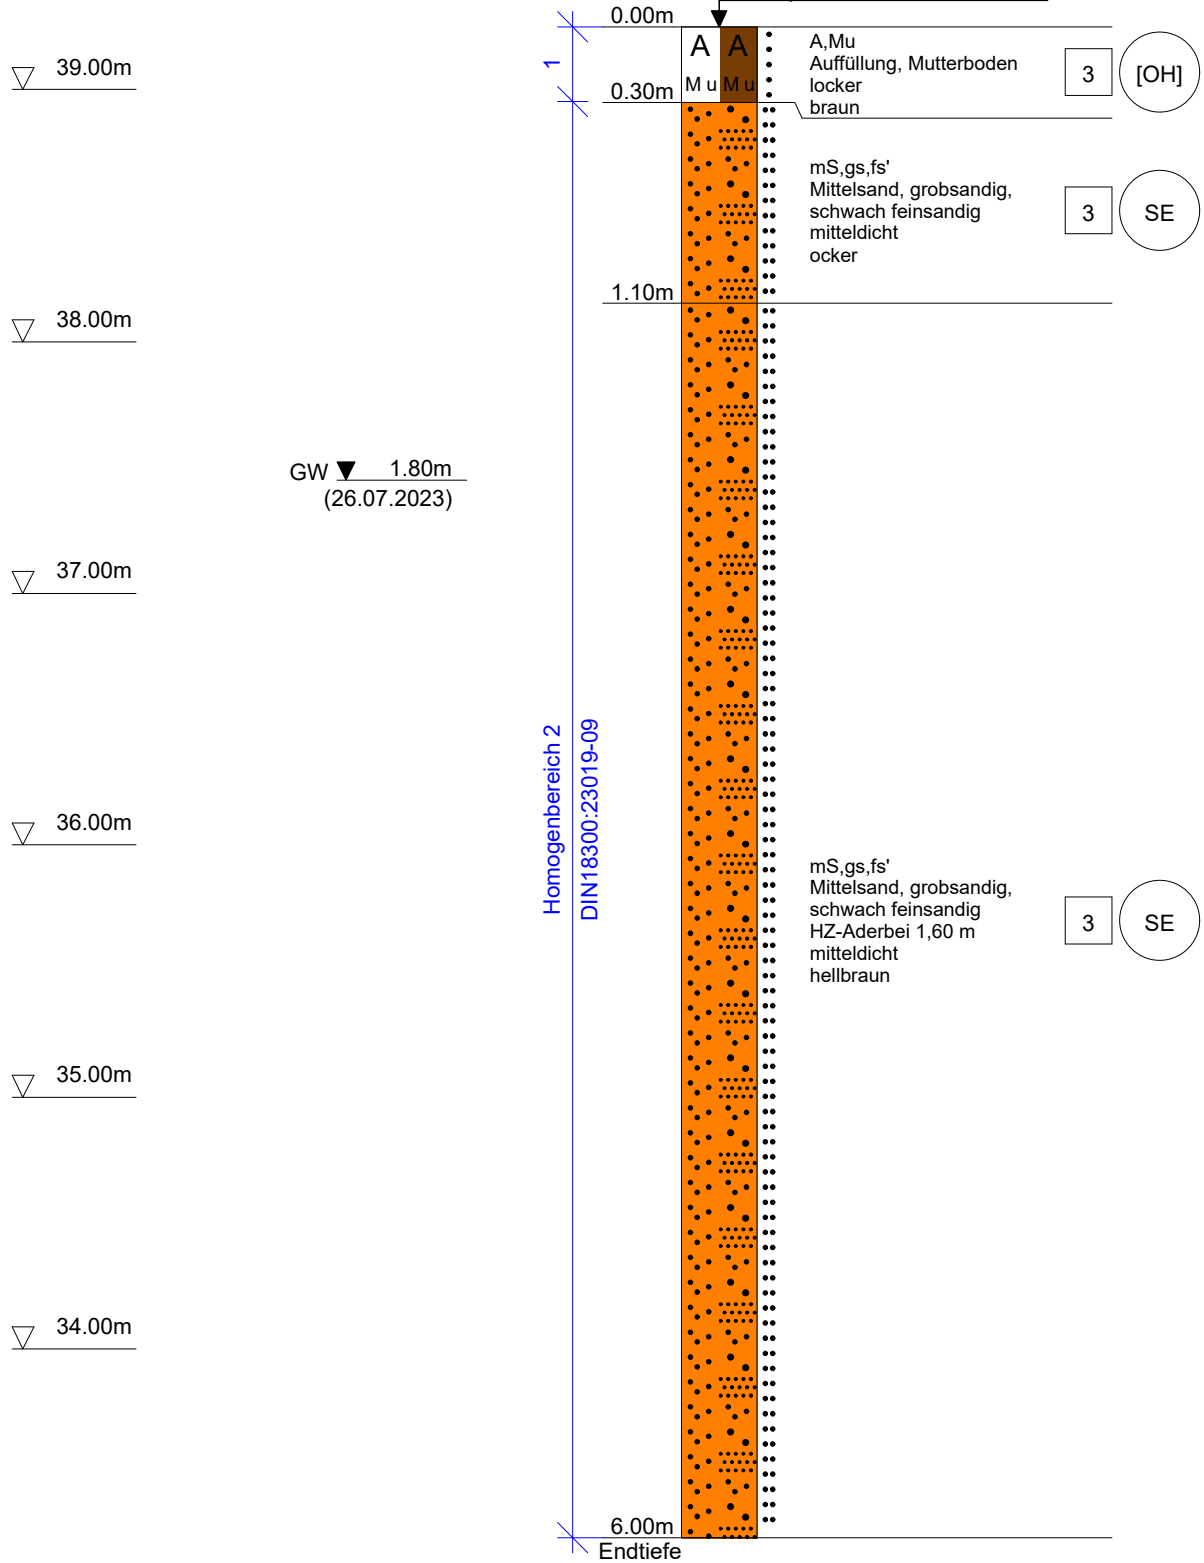 0.00m
39.00m
1
A A
Mu Mu
A,Mu
Auffüllung, Mutterboden
locker
braun
3
[OH]
0.30m
mS,gs,fs'
Mittelsand, grobsandig,
schwach feinsandig
mitteldicht
ocker
3
SE
1.10m
38.00m
GW 1.80m
(26.07.2023)
37.00m
Homogenbereich 2
DIN18300:23019-09
36.00m
mS,gs,fs'
Mittelsand, grobsandig,
schwach feinsandig
HZ-Aderbei 1,60 m
mitteldicht
hellbraun
3
SE
35.00m
34.00m
6.00m
Endtiefe